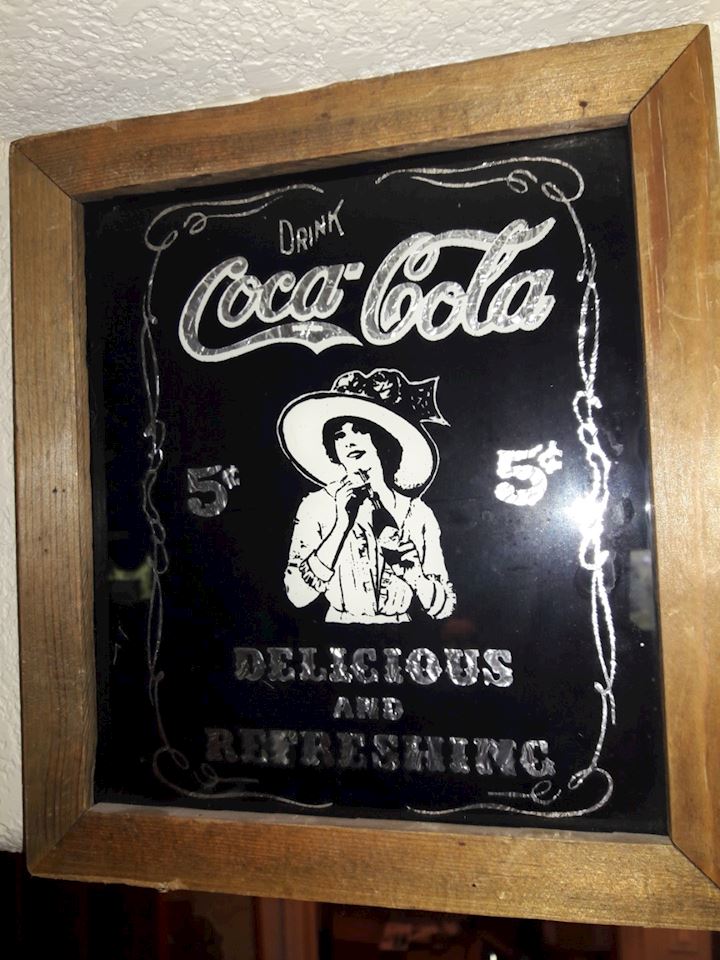 DRINK
Coca-Cola
5¢ 5¢
DELICIOUS
AND
REFRESHING